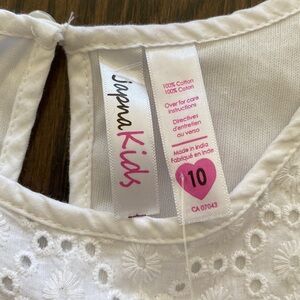 Japna Kids
100% Cotton
100% Coton
Over for care
instructions
Directives
d'entretien
au verso
Made in India
Fabriqué en Inde
10
CA 07043